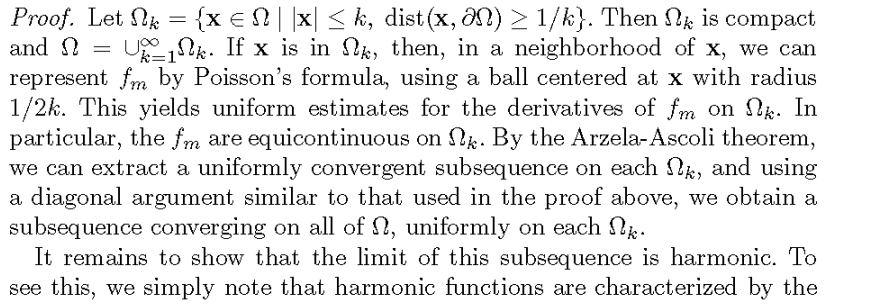 Proof. Let Ωₖ = {x ∈ Ω | |x| ≤ k, dist(x, ∂Ω) ≥ 1/k}. Then Ωₖ is compact
and Ω = ∪_{k=1}^∞ Ωₖ. If x is in Ωₖ, then, in a neighborhood of x, we can
represent fₘ by Poisson's formula, using a ball centered at x with radius
1/2k. This yields uniform estimates for the derivatives of fₘ on Ωₖ. In
particular, the fₘ are equicontinuous on Ωₖ. By the Arzela-Ascoli theorem,
we can extract a uniformly convergent subsequence on each Ωₖ, and using
a diagonal argument similar to that used in the proof above, we obtain a
subsequence converging on all of Ω, uniformly on each Ωₖ.
It remains to show that the limit of this subsequence is harmonic. To
see this, we simply note that harmonic functions are characterized by the